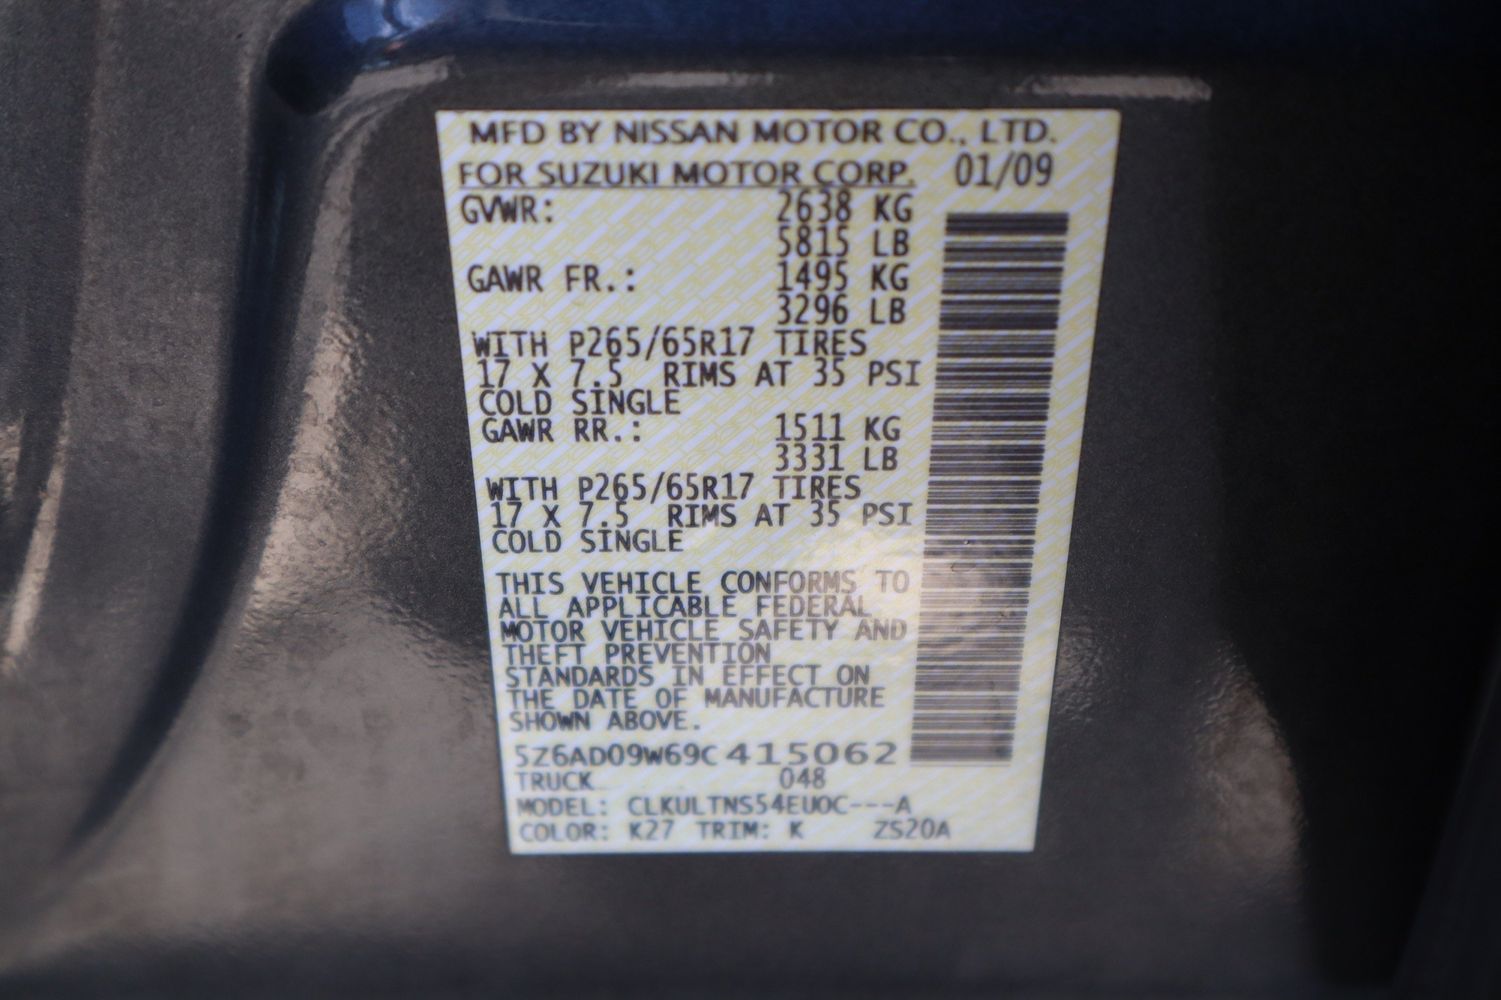 MFD BY NISSAN MOTOR CO., LTD.
FOR SUZUKI MOTOR CORP. 01/09
GVWR: 2638 KG
5815 LB
GAWR FR.: 1495 KG
3296 LB
WITH P265/65R17 TIRES
17 X 7.5 RIMS AT 35 PSI
COLD SINGLE
GAWR RR.: 1511 KG
3331 LB
WITH P265/65R17 TIRES
17 X 7.5 RIMS AT 35 PSI
COLD SINGLE
THIS VEHICLE CONFORMS TO
ALL APPLICABLE FEDERAL
MOTOR VEHICLE SAFETY AND
THEFT PREVENTION
STANDARDS IN EFFECT ON
THE DATE OF MANUFACTURE
SHOWN ABOVE.
5Z6AD09W69C415062
TRUCK 048
MODEL: CLKULTNS54EUOC---A
COLOR: K27 TRIM: K ZS20A